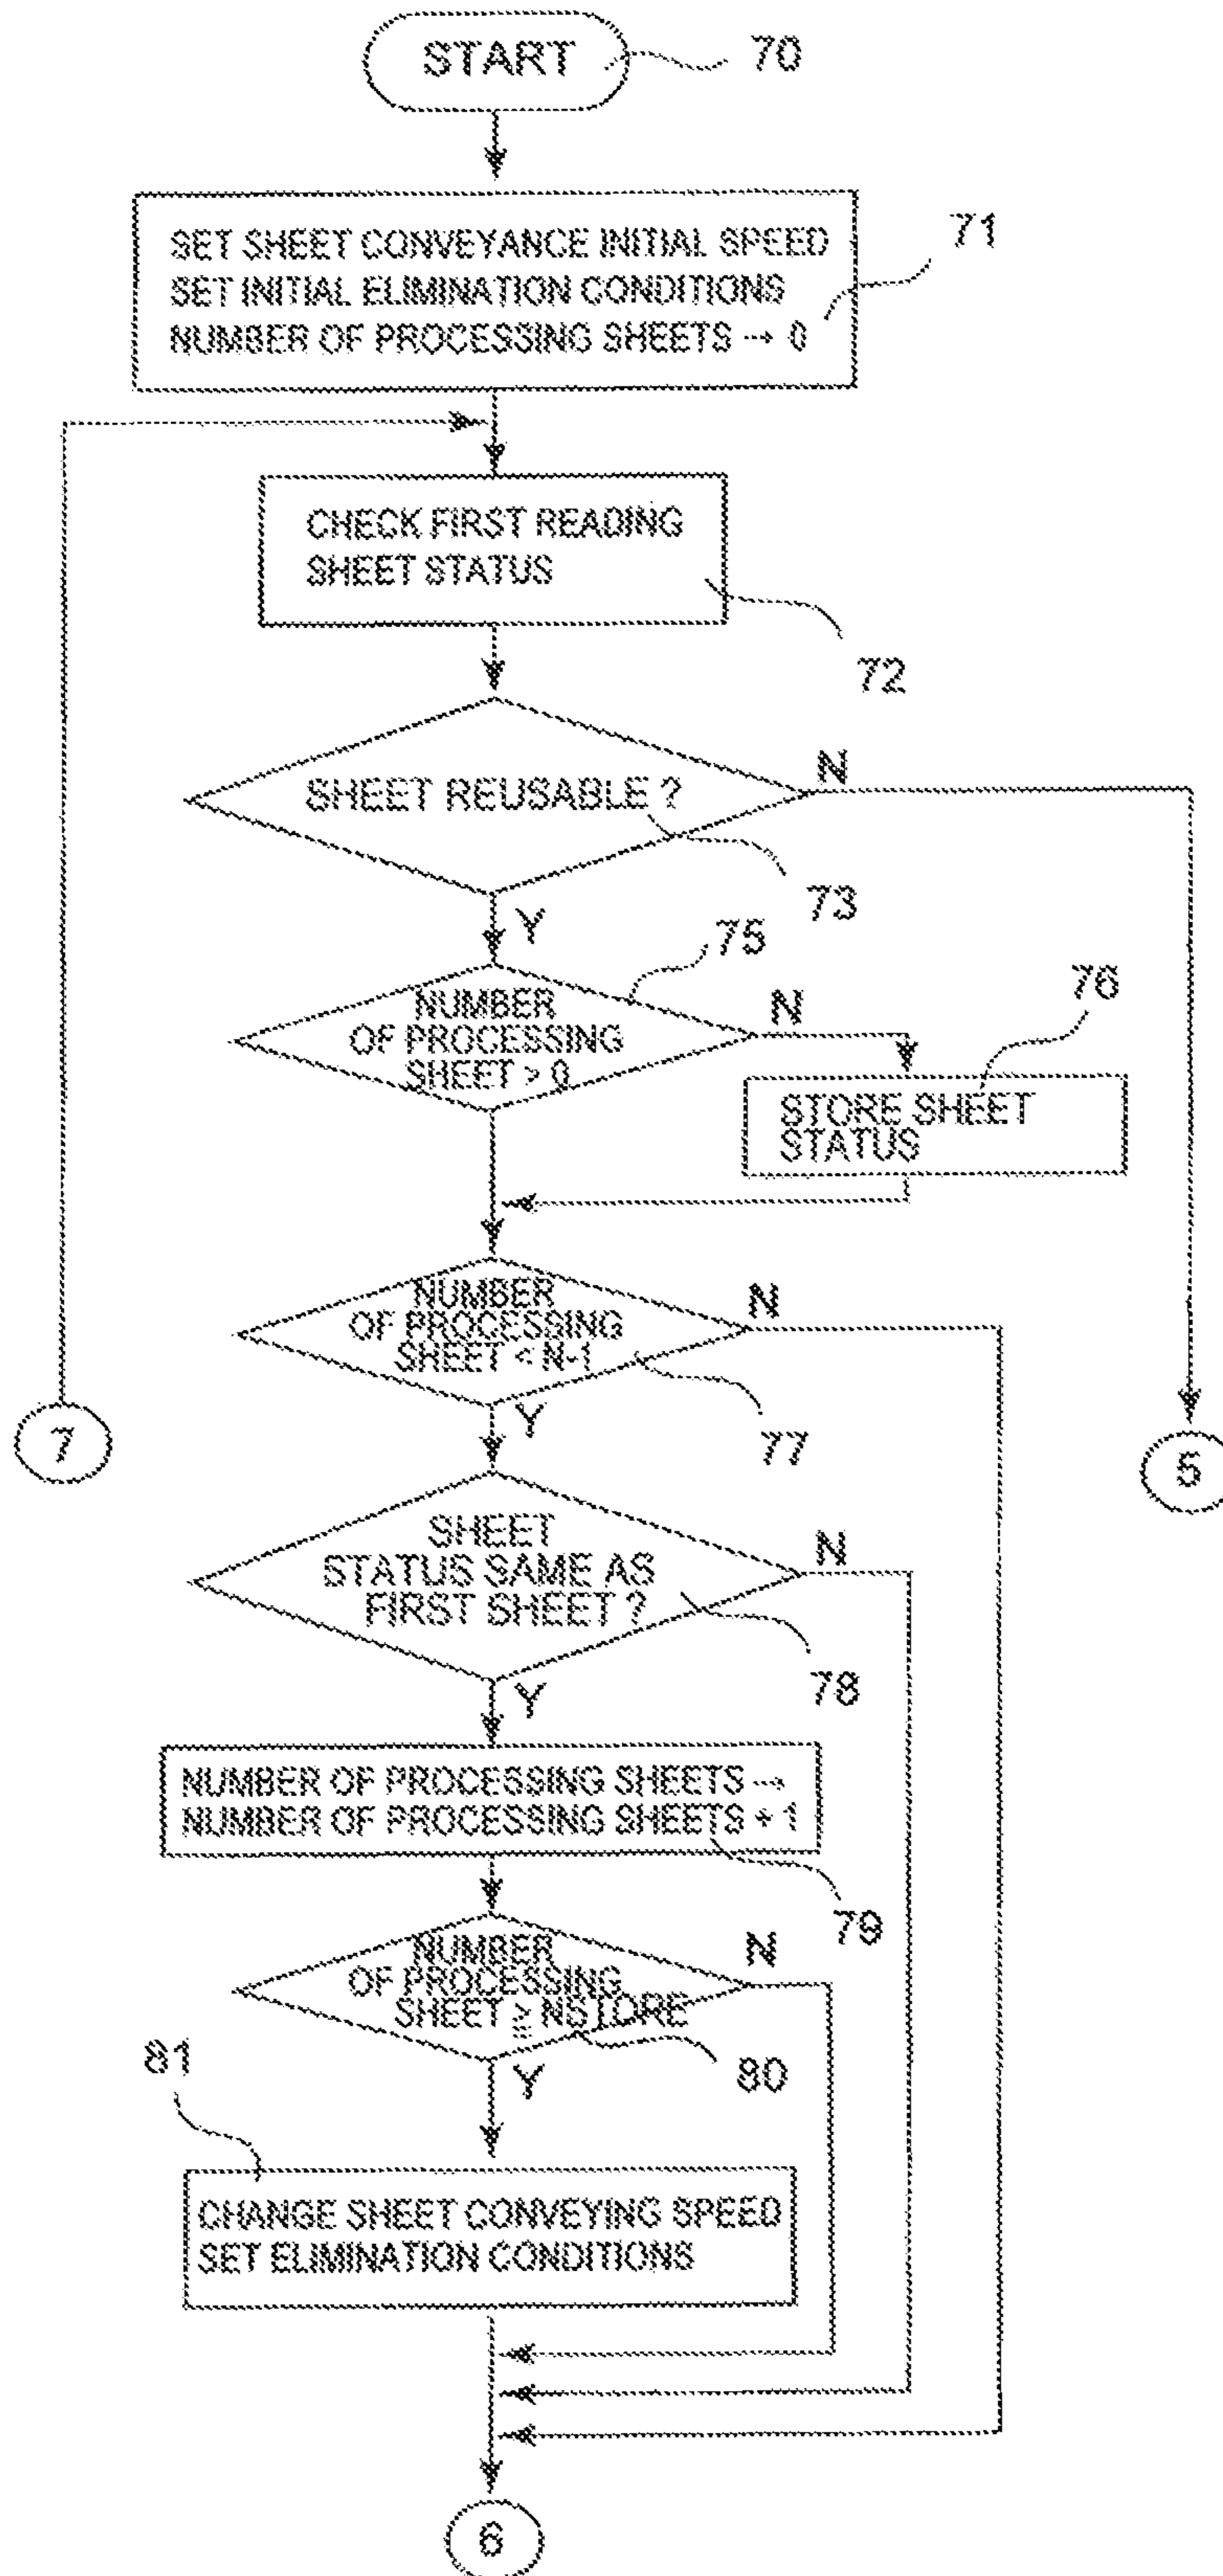 START
70
SET SHEET CONVEYANCE INITIAL SPEED
SET INITIAL ELIMINATION CONDITIONS
NUMBER OF PROCESSING SHEETS → 0
71
CHECK FIRST READING
SHEET STATUS
72
SHEET REUSABLE ?
N
73
Y
75
NUMBER
OF PROCESSING
SHEET > 0
N
76
STORE SHEET
STATUS
NUMBER
OF PROCESSING
SHEET < N-1
N
77
Y
7
5
SHEET
STATUS SAME AS
FIRST SHEET ?
N
78
Y
NUMBER OF PROCESSING SHEETS →
NUMBER OF PROCESSING SHEETS + 1
79
NUMBER
OF PROCESSING
SHEET ≧ NSTORE
N
80
Y
81
CHANGE SHEET CONVEYING SPEED
SET ELIMINATION CONDITIONS
6